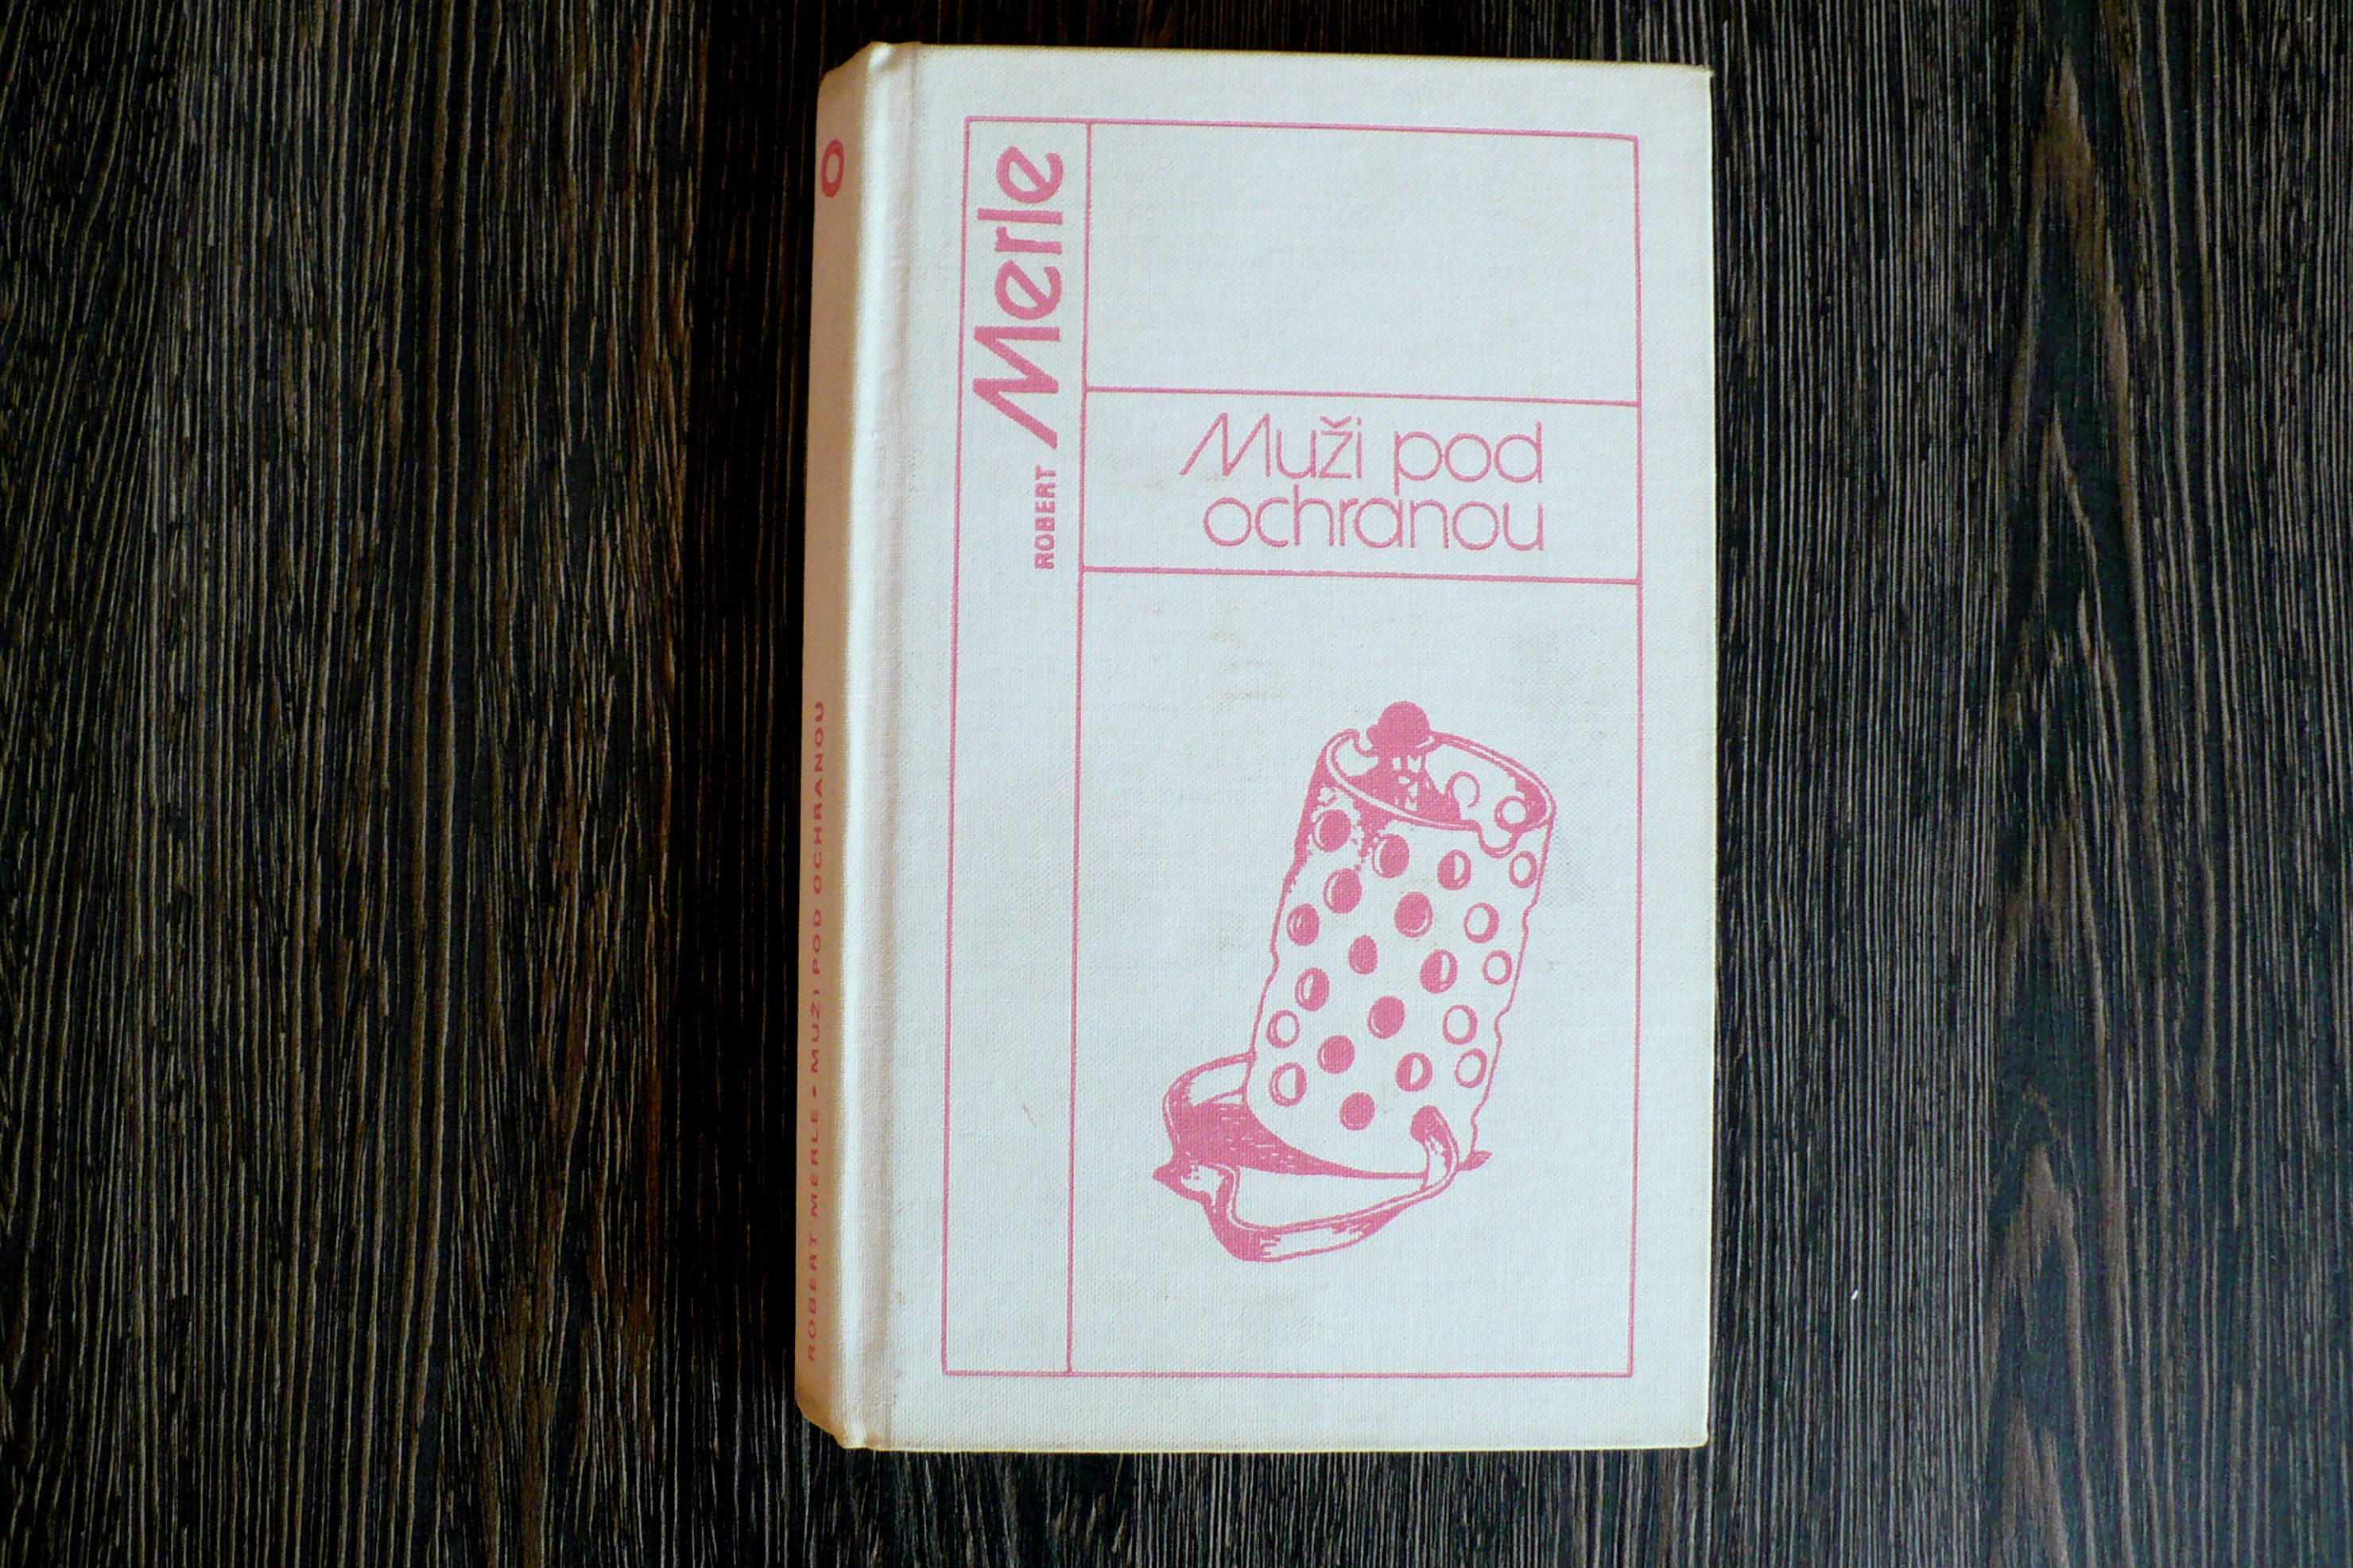 ROBERT Merle
Muži pod
ochranou
ROBERT MERLE • MUŽI POD OCHRANOU